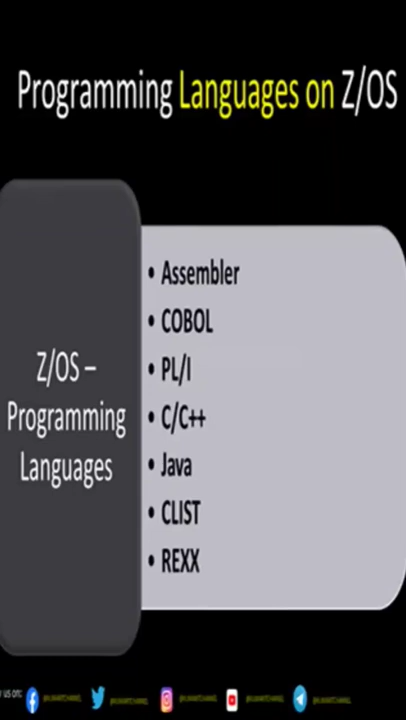 Programming Languages on Z/OS
Z/OS –
Programming
Languages
• Assembler
• COBOL
• PL/I
• C/C++
• Java
• CLIST
• REXX